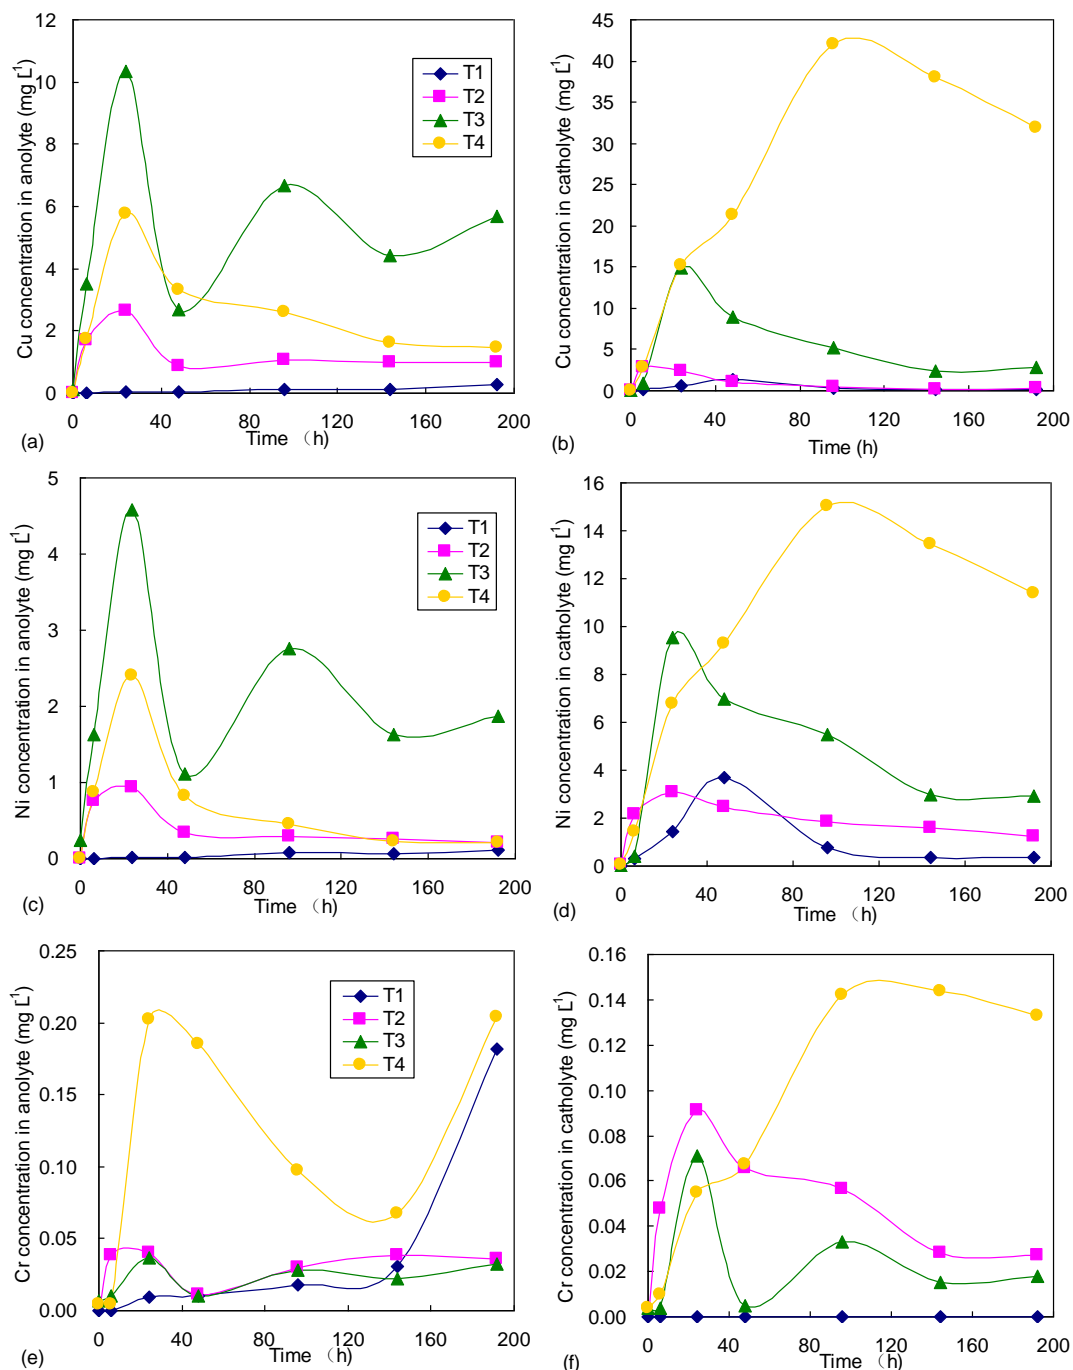 12
10
8
6
4
2
0
Cu concentration in anolyte (mg L¹)
T1
T2
T3
T4
0 40 80 120 160 200
Time （h）
(a)
45
40
35
30
25
20
15
10
5
0
Cu concentration in catholyte (mg L¹)
0 40 80 120 160 200
Time (h)
(b)
5
4
3
2
1
0
Ni concentration in anolyte (mg L¹)
T1
T2
T3
T4
0 40 80 120 160 200
Time （h)
(c)
16
14
12
10
8
6
4
2
0
Ni concentration in catholyte (mg L¹)
0 40 80 120 160 200
Time （h)
(d)
0.25
0.20
0.15
0.10
0.05
0.00
Cr concentration in anolyte (mg L¹)
T1
T2
T3
T4
0 40 80 120 160 200
Time （h)
(e)
0.16
0.14
0.12
0.10
0.08
0.06
0.04
0.02
0.00
Cr concentration in catholyte (mg L¹)
0 40 80 120 160 200
Time （h)
(f)